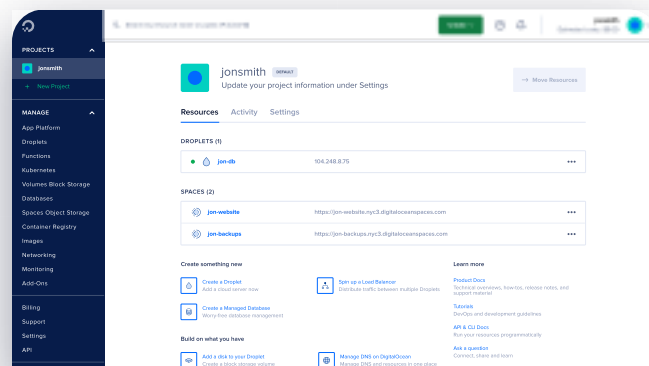 PROJECTS
jonsmith
+ New Project
MANAGE
App Platform
Droplets
Functions
Kubernetes
Volumes Block Storage
Databases
Spaces Object Storage
Container Registry
Images
Networking
Monitoring
Add-Ons
Billing
Support
Settings
API
jonsmith DEFAULT
Update your project information under Settings
→ Move Resources
Resources Activity Settings
DROPLETS (1)
jon-db 104.248.8.75 •••
SPACES (2)
jon-website https://jon-website.nyc3.digitaloceanspaces.com •••
jon-backups https://jon-backups.nyc3.digitaloceanspaces.com •••
Create something new
Create a Droplet
Add a cloud server now
Spin up a Load Balancer
Distribute traffic between multiple Droplets
Create a Managed Database
Worry-free database management
Learn more
Product Docs
Technical overviews, how-tos, release notes, and
support material
Tutorials
DevOps and development guidelines
API & CLI Docs
Run your resources programmatically
Ask a question
Connect, share and learn
Build on what you have
Add a disk to your Droplet
Create a block storage volume
Manage DNS on DigitalOcean
Manage DNS and resources in one place